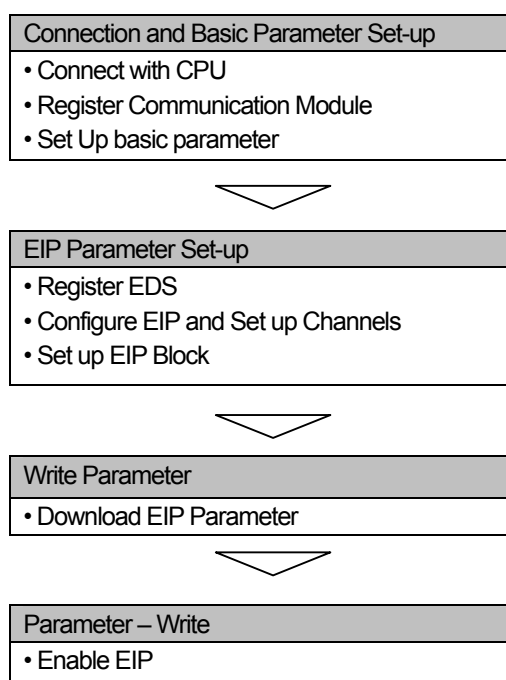 Connection and Basic Parameter Set-up
• Connect with CPU
• Register Communication Module
• Set Up basic parameter
EIP Parameter Set-up
• Register EDS
• Configure EIP and Set up Channels
• Set up EIP Block
Write Parameter
• Download EIP Parameter
Parameter – Write
• Enable EIP